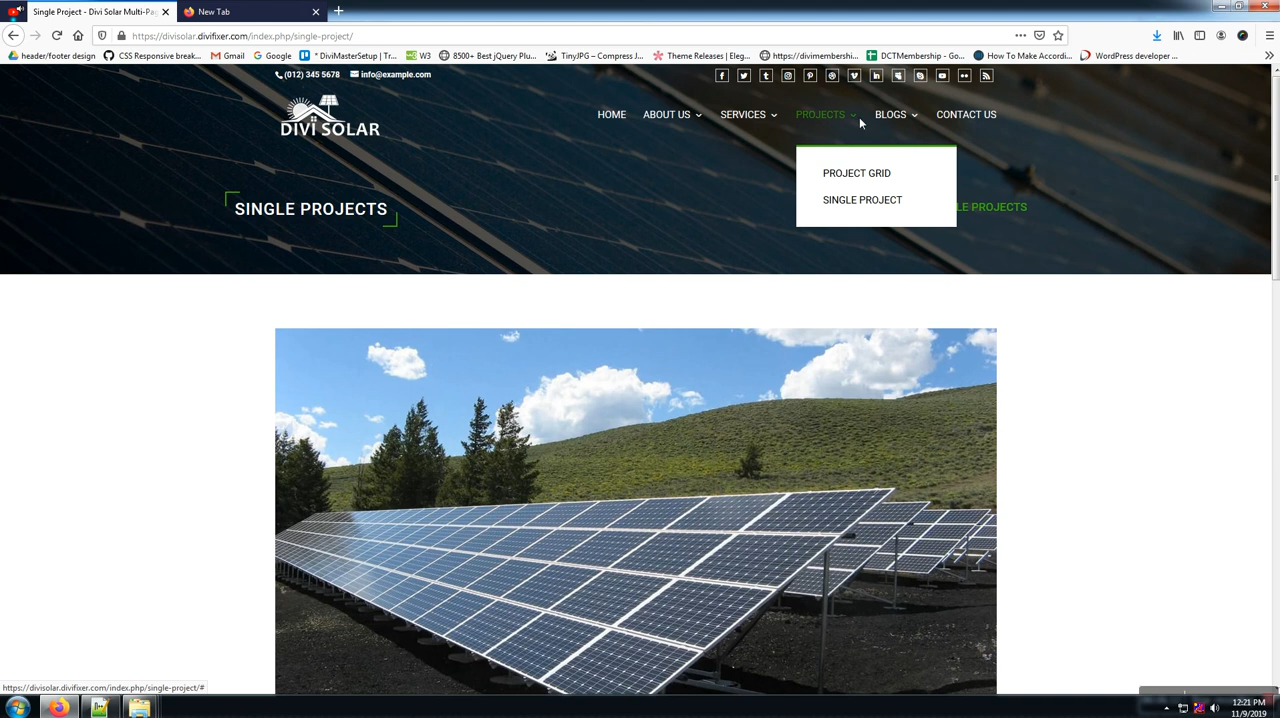 Single Project - Divi Solar Multi-Pa
New Tab
https://divisolar.divifixer.com/index.php/single-project/
header/footer design
CSS Responsive break...
Gmail
Google
* DiviMasterSetup | Tr...
W3
8500+ Best jQuery Plu...
TinyJPG – Compress J...
Theme Releases | Eleg...
https://divimembershi...
DCTMembership - Go...
How To Make Accordi...
WordPress developer ...
(012) 345 5678 info@example.com
DIVI SOLAR
HOME ABOUT US SERVICES PROJECTS BLOGS CONTACT US
PROJECT GRID
SINGLE PROJECT
SINGLE PROJECTS
LE PROJECTS
https://divisolar.divifixer.com/index.php/single-project/#
12:21 PM
11/9/2019